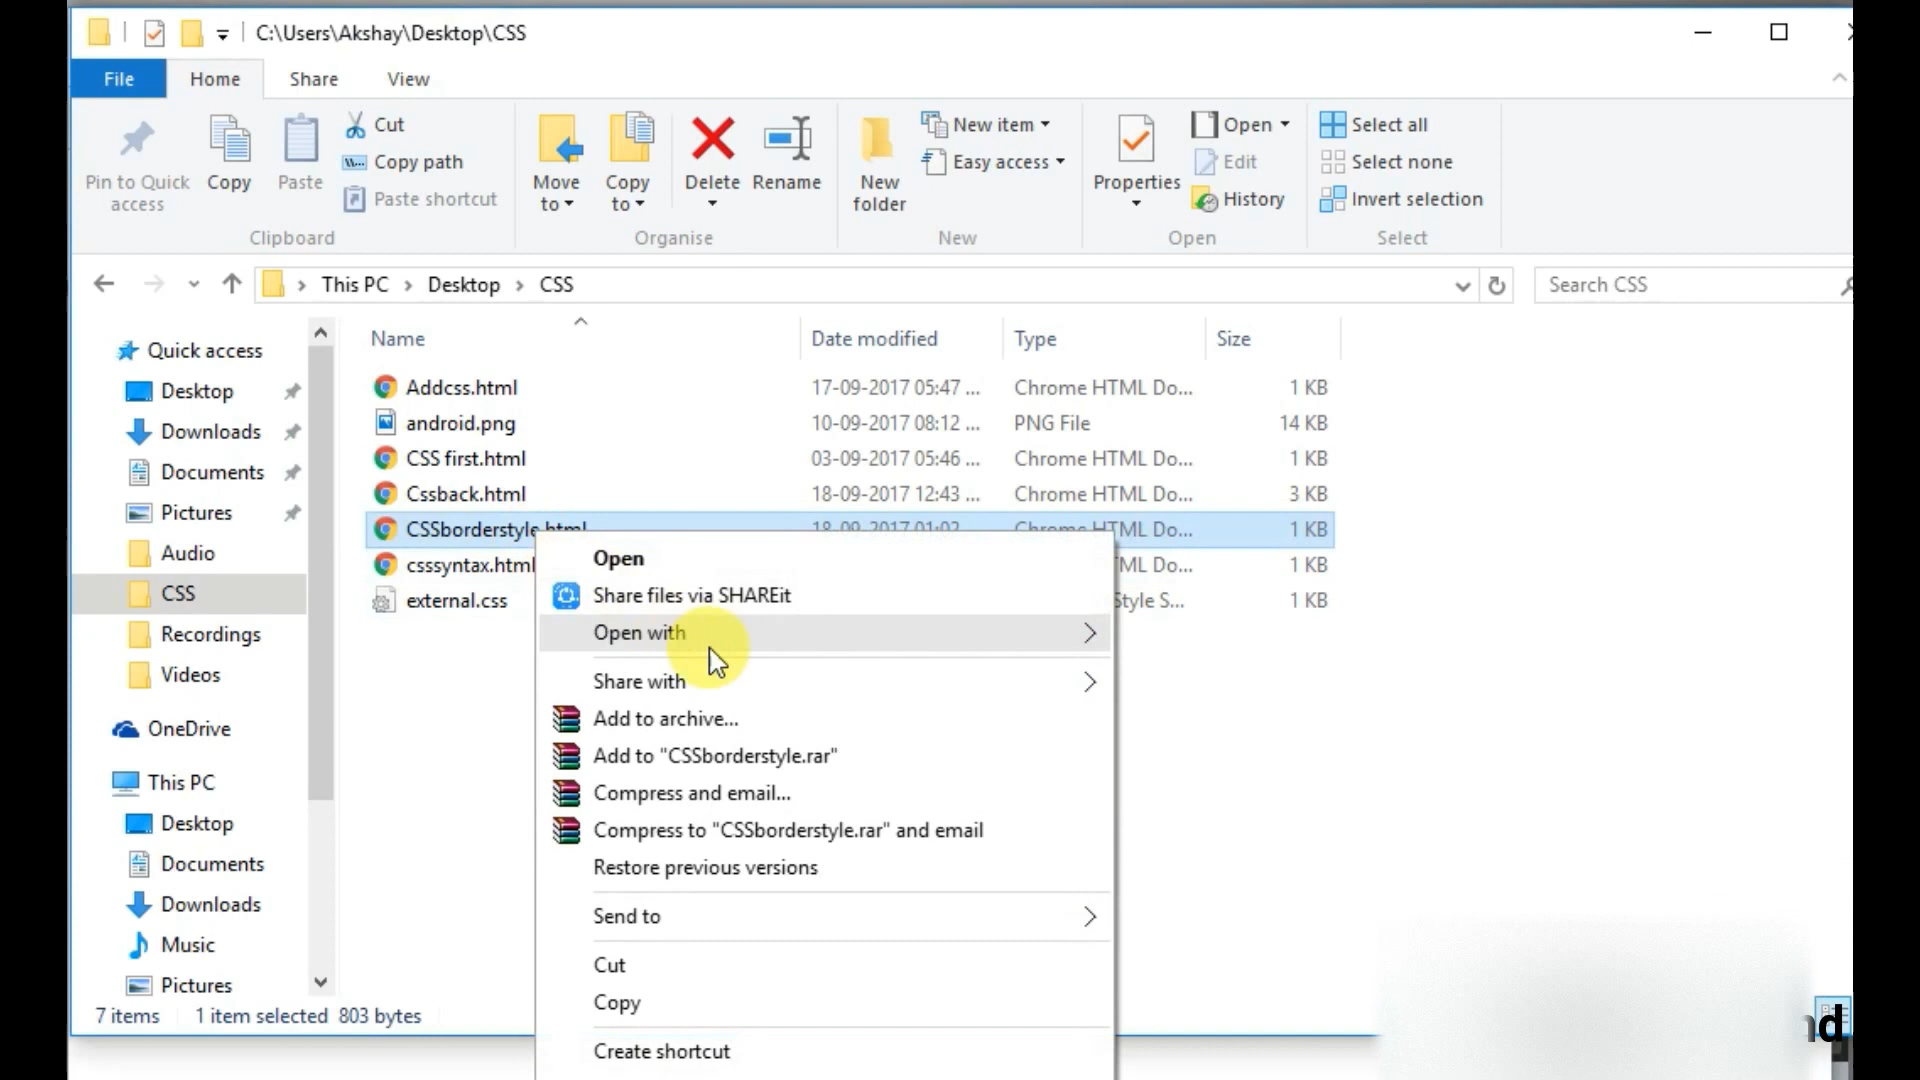 C:\Users\Akshay\Desktop\CSS
File Home Share View
Pin to Quick access
Copy
Paste
Cut
Copy path
Paste shortcut
Clipboard
Move to
Copy to
Delete
Rename
Organise
New folder
New item
Easy access
New
Properties
Open
Edit
History
Open
Select all
Select none
Invert selection
Select
This PC > Desktop > CSS
Search CSS
Quick access
Desktop
Downloads
Documents
Pictures
Audio
CSS
Recordings
Videos
OneDrive
This PC
Desktop
Documents
Downloads
Music
Pictures
Name Date modified Type Size
Addcss.html 17-09-2017 05:47 ... Chrome HTML Do... 1 KB
android.png 10-09-2017 08:12 ... PNG File 14 KB
CSS first.html 03-09-2017 05:46 ... Chrome HTML Do... 1 KB
Cssback.html 18-09-2017 12:43 ... Chrome HTML Do... 3 KB
CSSborderstyle.html 18-09-2017 01:02 Chrome HTML Do... 1 KB
csssyntax.html TML Do... 1 KB
external.css Style S... 1 KB
Open
Share files via SHAREit
Open with
Share with
Add to archive...
Add to "CSSborderstyle.rar"
Compress and email...
Compress to "CSSborderstyle.rar" and email
Restore previous versions
Send to
Cut
Copy
Create shortcut
7 items 1 item selected 803 bytes